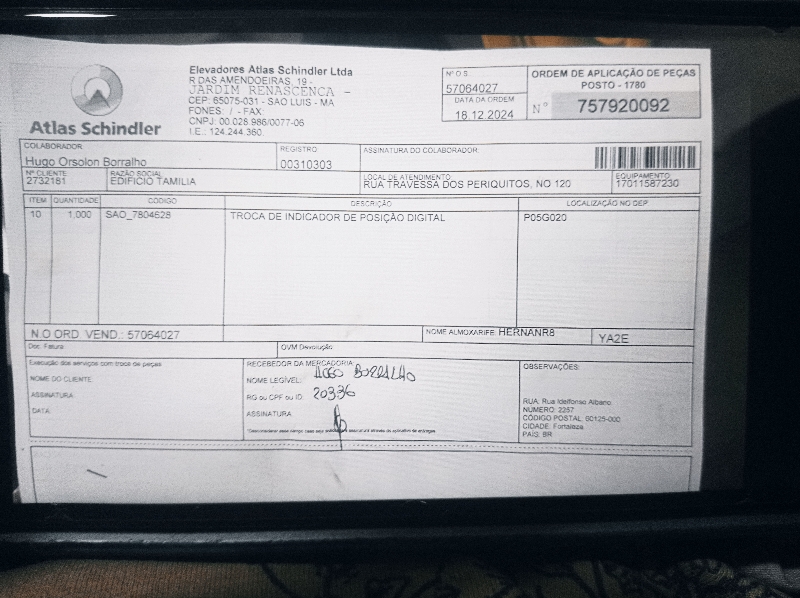 Atlas Schindler
Elevadores Atlas Schindler Ltda
R DAS AMENDOEIRAS, 19 -
JARDIM RENASCENCA -
CEP: 65075-031 - SAO LUIS - MA
FONES: / - FAX:
CNPJ: 00.028.986/0077-06
I.E.: 124.244.360.
Nº O.S.
57064027
DATA DA ORDEM
18.12.2024
ORDEM DE APLICAÇÃO DE PEÇAS
POSTO - 1780
Nº 757920092
COLABORADOR
Hugo Orsolon Borralho
REGISTRO
00310303
ASSINATURA DO COLABORADOR
Nº CLIENTE
2732181
RAZÃO SOCIAL
EDIFICIO TAMILIA
LOCAL DE ATENDIMENTO
RUA TRAVESSA DOS PERIQUITOS, NO 120
EQUIPAMENTO
17011587230
ITEM QUANTIDADE CÓDIGO DESCRIÇÃO LOCALIZAÇÃO NO DEP
10 1,000 SAO_7804628 TROCA DE INDICADOR DE POSIÇÃO DIGITAL P05G020
N.O ORD VEND.: 57064027
NOME ALMOXARIFE: HERNANR8
YA2E
Doc. Fatura:
OVM Devolução:
Execução dos serviços com troca de peças
NOME DO CLIENTE
ASSINATURA
DATA:
RECEBEDOR DA MERCADORIA:
NOME LEGÍVEL: HUGO BORRALHO
RG ou CPF ou ID: 20336
ASSINATURA:
OBSERVAÇÕES:
RUA: Rua Ildelfonso Albano
NUMERO: 2257
CÓDIGO POSTAL: 60125-000
CIDADE: Fortaleza
PAÍS: BR